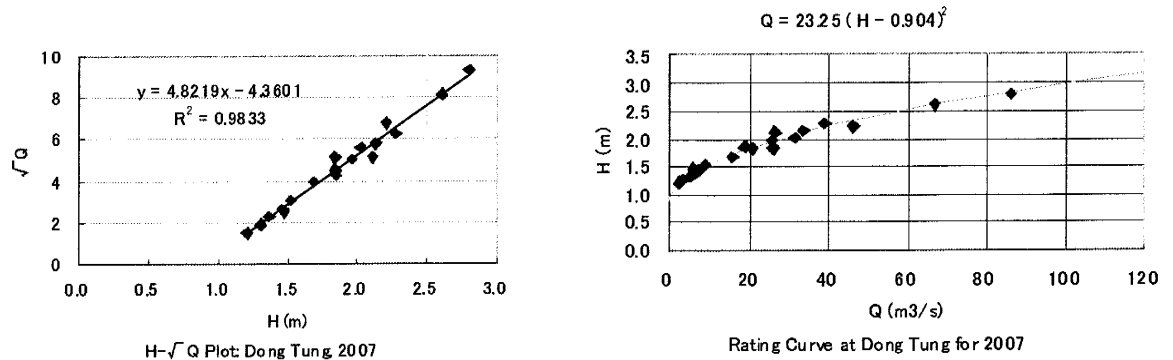 √Q
10
8
6
4
2
0
y = 4.8219x - 4.3601
R² = 0.9833
0.0 0.5 1.0 1.5 2.0 2.5 3.0
H (m)
H-√Q Plot: Dong Tung, 2007
Q = 23.25 ( H - 0.904)²
H (m)
3.5
3.0
2.5
2.0
1.5
1.0
0.5
0.0
0 20 40 60 80 100 120
Q (m3/s)
Rating Curve at Dong Tung for 2007